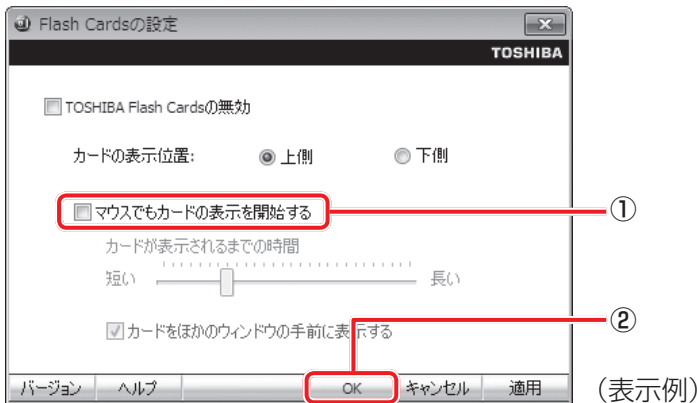 Flash Cardsの設定
TOSHIBA
TOSHIBA Flash Cardsの無効
カードの表示位置: 上側 下側
マウスでもカードの表示を開始する ①
カードが表示されるまでの時間
短い 長い
②
カードをほかのウィンドウの手前に表示する
バージョン ヘルプ OK キャンセル 適用 （表示例）